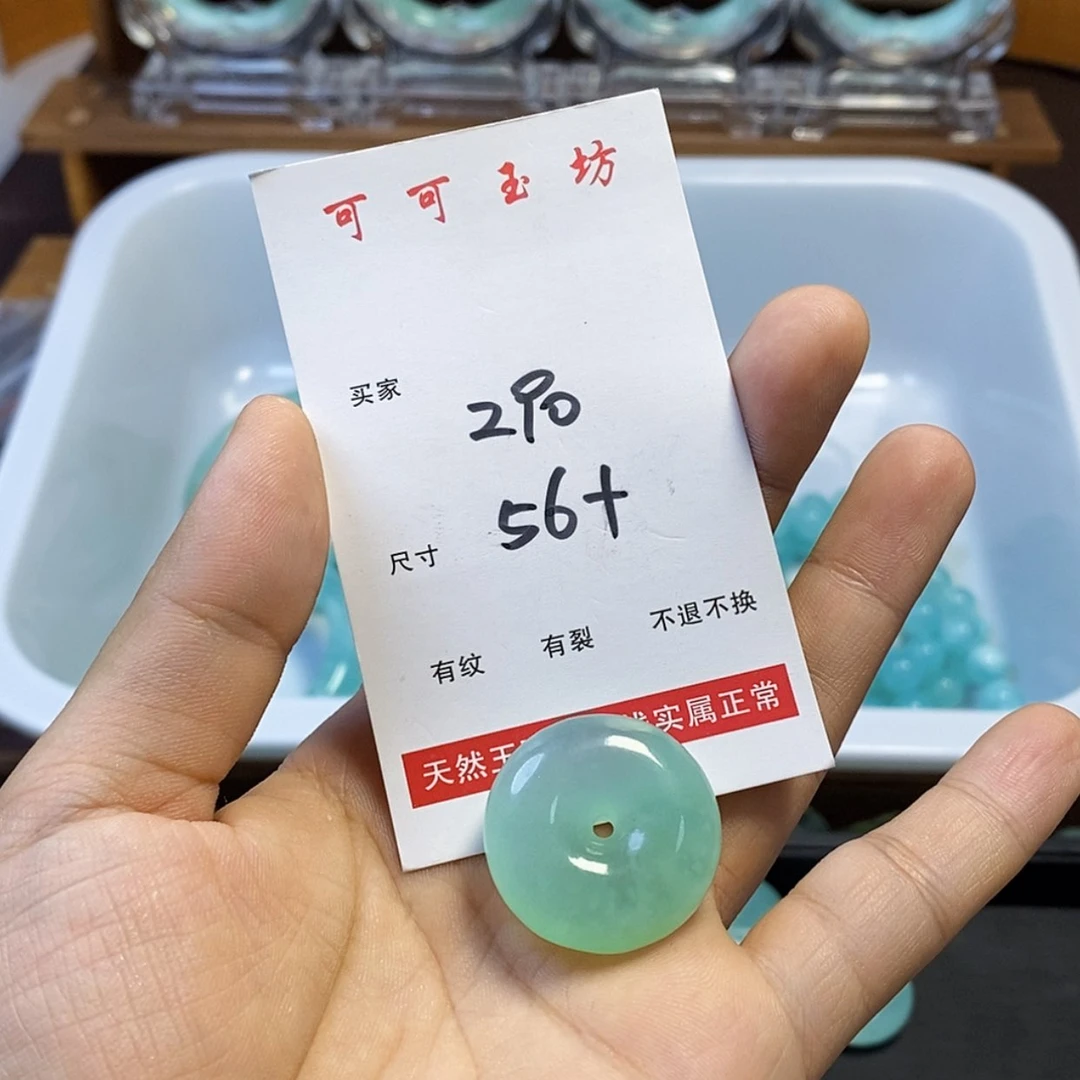 可可玉坊
买家 290
尺寸 56+
有纹 有裂 不退不换
天然玉 实属正常